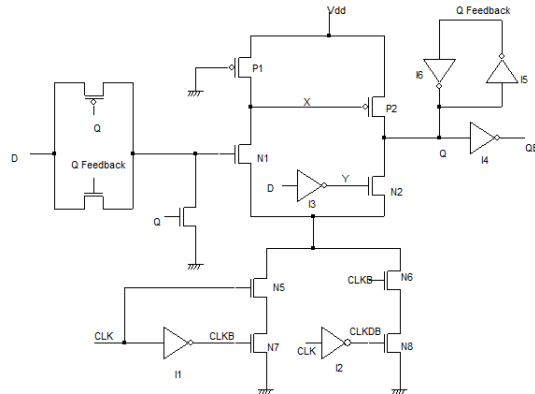 Vdd
Q Feedback
P1
I6
I5
X
P2
Q
D
Q Feedback
N1
Q
I4
QB
D
Y
N2
I3
Q
N5
CLKB
N6
CLK
CLKB
N7
CLK
CLKDB
N8
I1
I2